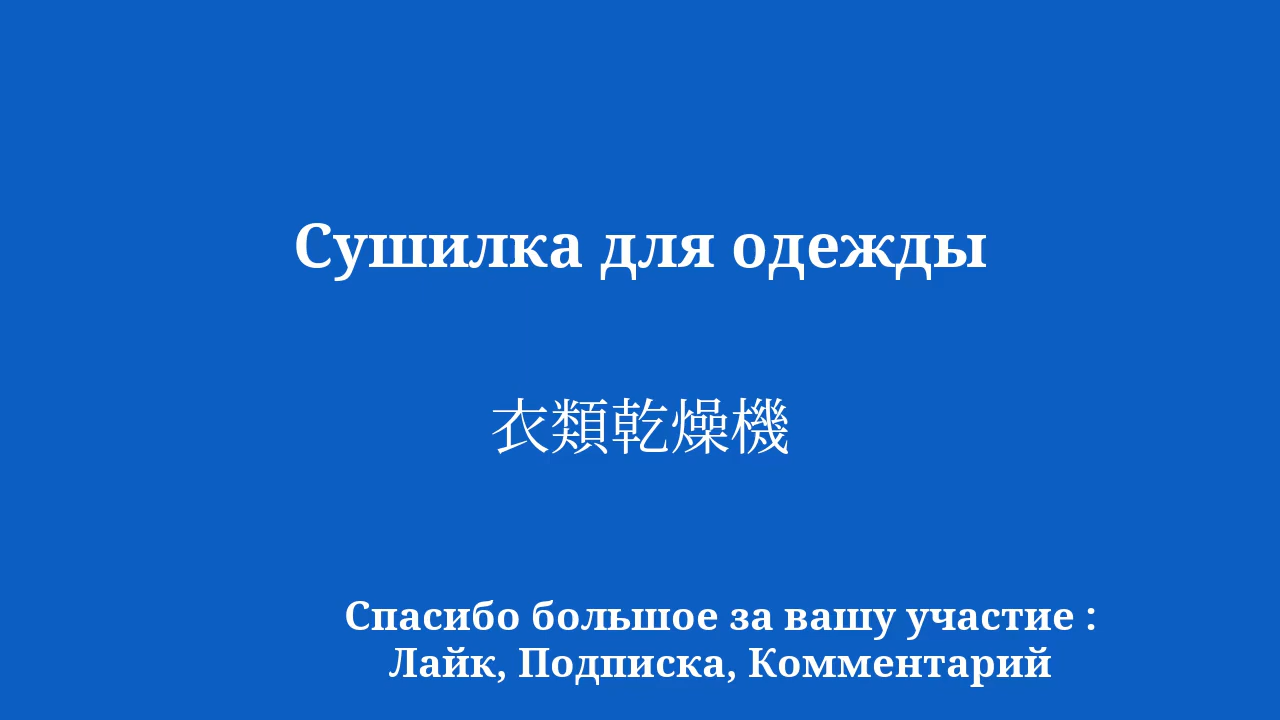 Сушилка для одежды
衣類乾燥機
Спасибо большое за вашу участие :
Лайк, Подписка, Комментарий